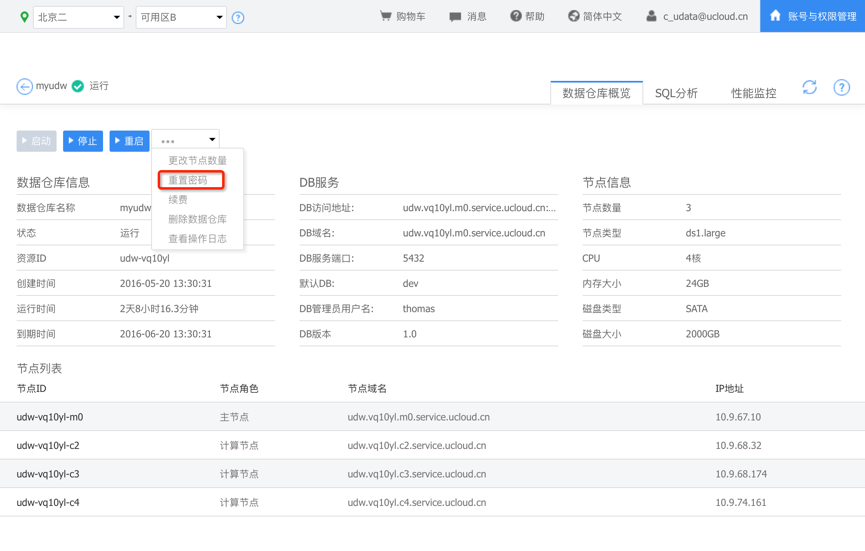 北京二 - 可用区B ? 购物车 消息 帮助 简体中文 c_udata@ucloud.cn 账号与权限管理
myudw 运行 数据仓库概览 SQL分析 性能监控 ?
启动 停止 重启 ...
更改节点数量
重置密码
续费
删除数据仓库
查看操作日志
数据仓库信息 DB服务 节点信息
数据仓库名称 myudw DB访问地址: udw.vq10yl.m0.service.ucloud.cn:... 节点数量 3
状态 运行 DB域名: udw.vq10yl.m0.service.ucloud.cn 节点类型 ds1.large
资源ID udw-vq10yl DB服务端口: 5432 CPU 4核
创建时间 2016-05-20 13:30:31 默认DB: dev 内存大小 24GB
运行时间 2天8小时16.3分钟 DB管理员用户名: thomas 磁盘类型 SATA
到期时间 2016-06-20 13:30:31 DB版本 1.0 磁盘大小 2000GB
节点列表
节点ID 节点角色 节点域名 IP地址
udw-vq10yl-m0 主节点 udw.vq10yl.m0.service.ucloud.cn 10.9.67.10
udw-vq10yl-c2 计算节点 udw.vq10yl.c2.service.ucloud.cn 10.9.68.32
udw-vq10yl-c3 计算节点 udw.vq10yl.c3.service.ucloud.cn 10.9.68.174
udw-vq10yl-c4 计算节点 udw.vq10yl.c4.service.ucloud.cn 10.9.74.161